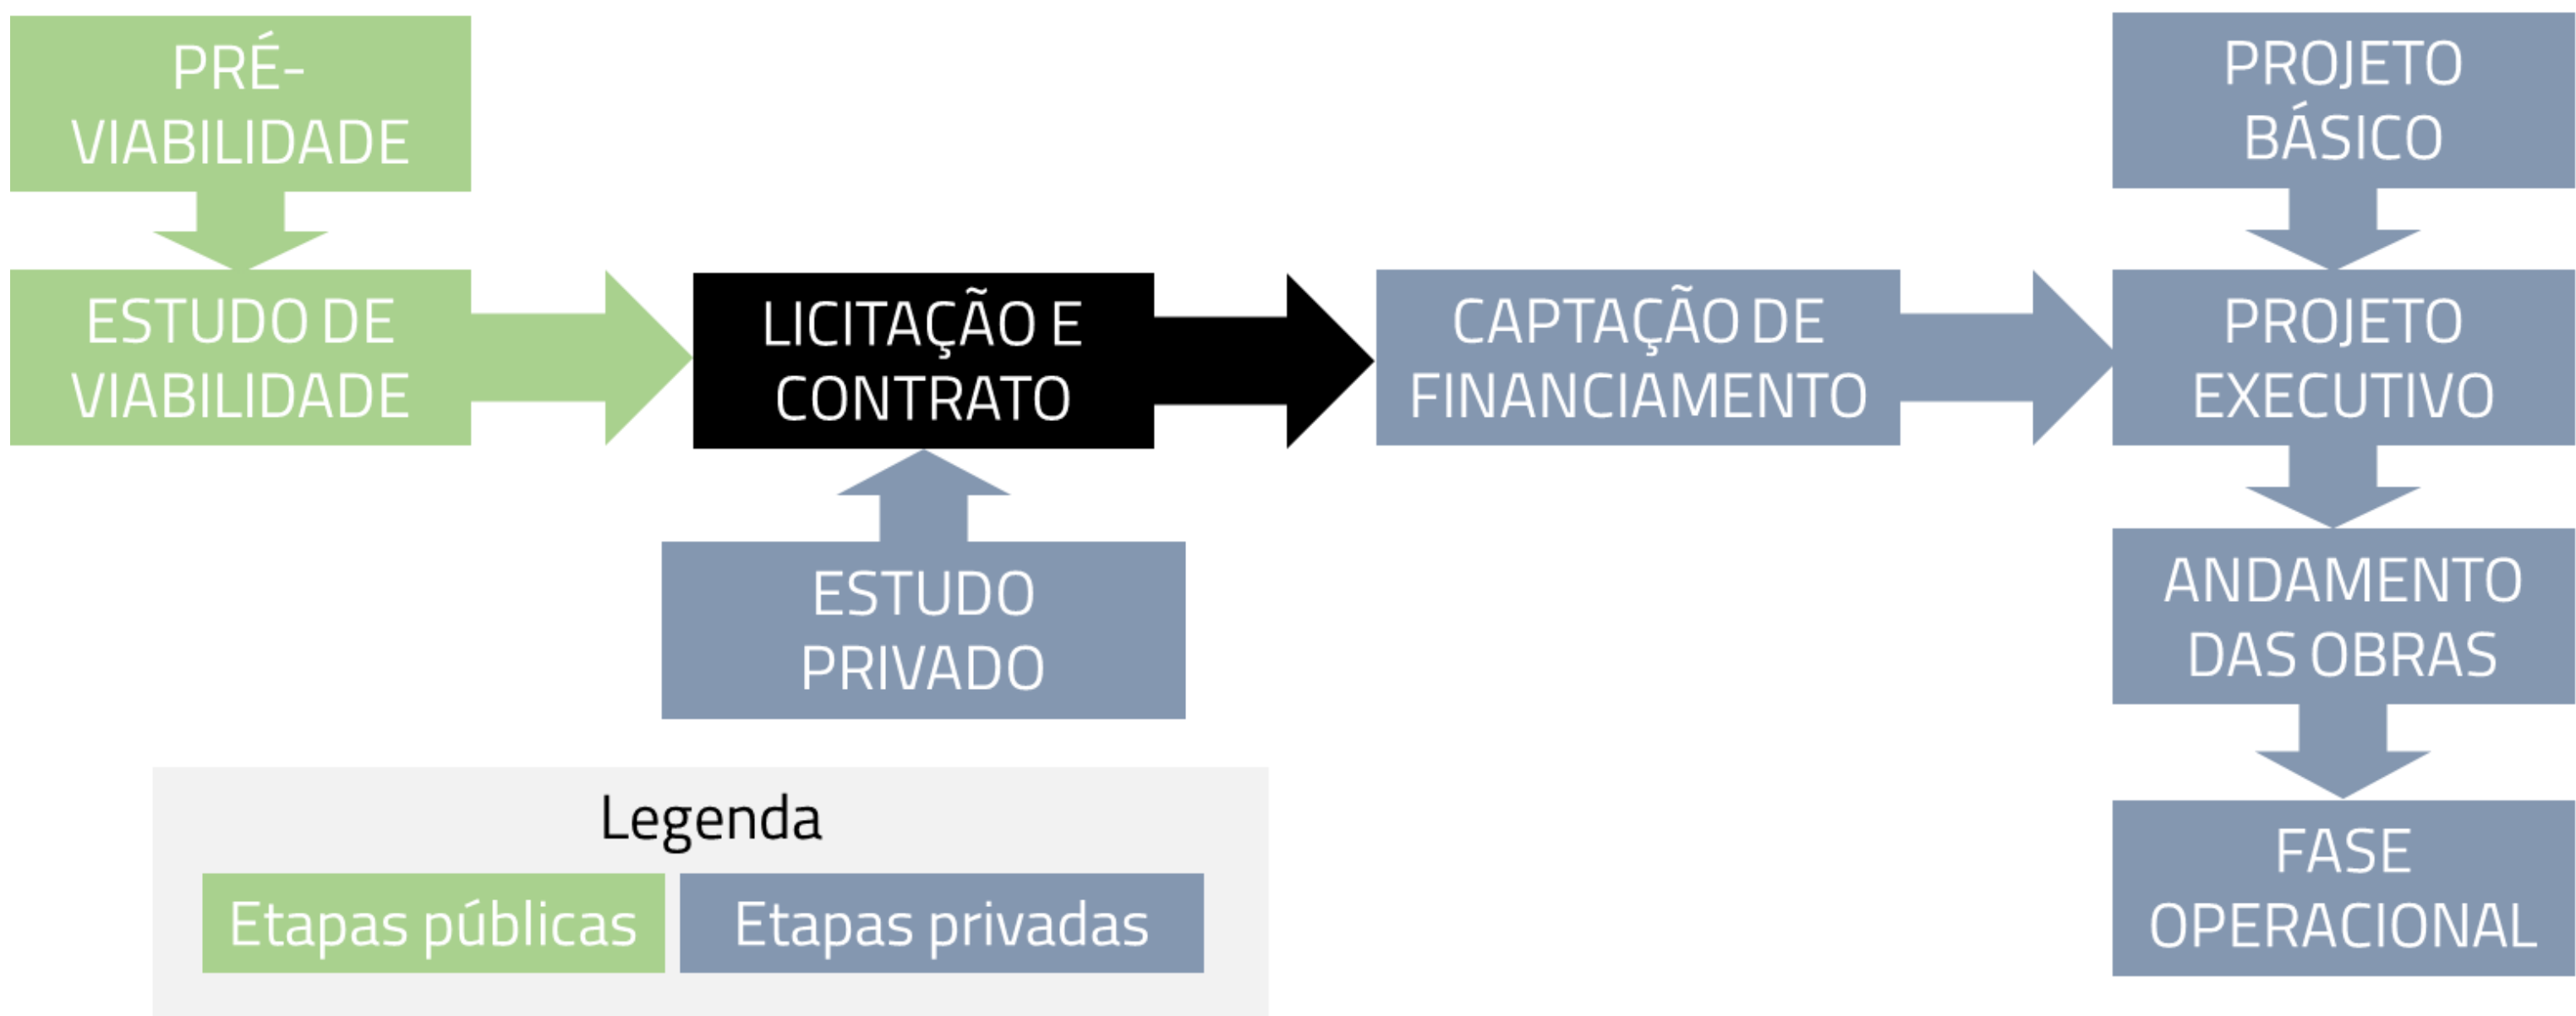 PRÉ-
VIABILIDADE
ESTUDO DE
VIABILIDADE
LICITAÇÃO E
CONTRATO
ESTUDO
PRIVADO
CAPTAÇÃO DE
FINANCIAMENTO
PROJETO
BÁSICO
PROJETO
EXECUTIVO
ANDAMENTO
DAS OBRAS
FASE
OPERACIONAL
Legenda
Etapas públicas
Etapas privadas